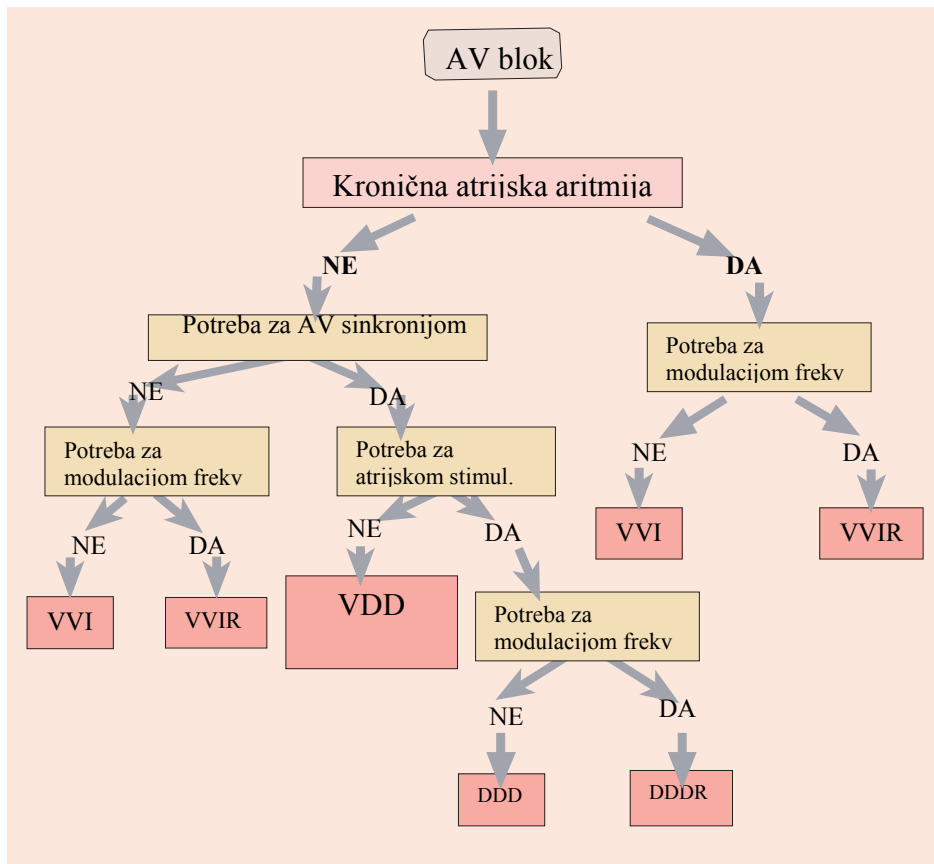 AV blok
Kronična atrijska aritmija
NE
DA
Potreba za AV sinkronijom
Potreba za
modulacijom frekv
NE
DA
NE
DA
Potreba za
modulacijom frekv
Potreba za
atrijskom stimul.
VVI
VVIR
NE
DA
NE
DA
VVI
VVIR
VDD
Potreba za
modulacijom frekv
NE
DA
DDD
DDDR